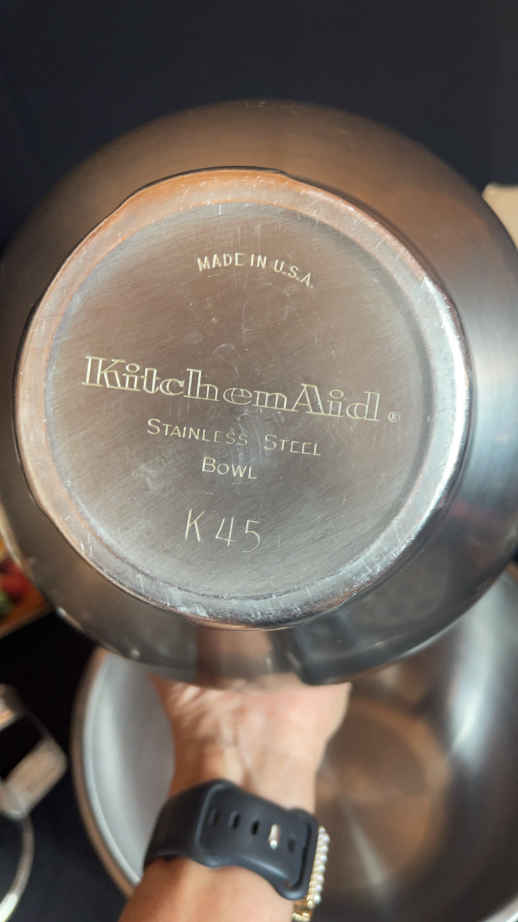 MADE IN U.S.A.
KitchenAid®
STAINLESS STEEL
BOWL
K45